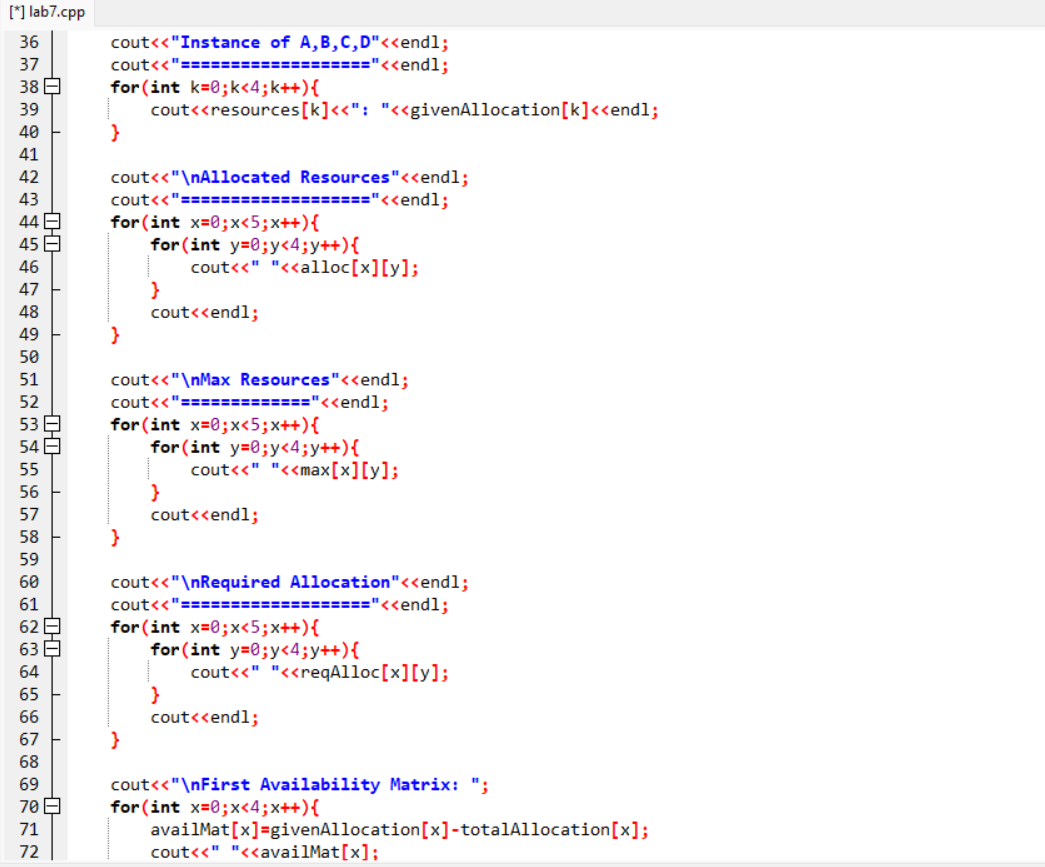 [*] lab7.cpp
36 cout<<"Instance of A,B,C,D"<<endl;
37 cout<<"==================="<<endl;
38 for(int k=0;k<4;k++){
39 cout<<resources[k]<<": "<<givenAllocation[k]<<endl;
40 }
41
42 cout<<"\nAllocated Resources"<<endl;
43 cout<<"==================="<<endl;
44 for(int x=0;x<5;x++){
45 for(int y=0;y<4;y++){
46 cout<<" "<<alloc[x][y];
47 }
48 cout<<endl;
49 }
50
51 cout<<"\nMax Resources"<<endl;
52 cout<<"============="<<endl;
53 for(int x=0;x<5;x++){
54 for(int y=0;y<4;y++){
55 cout<<" "<<max[x][y];
56 }
57 cout<<endl;
58 }
59
60 cout<<"\nRequired Allocation"<<endl;
61 cout<<"==================="<<endl;
62 for(int x=0;x<5;x++){
63 for(int y=0;y<4;y++){
64 cout<<" "<<reqAlloc[x][y];
65 }
66 cout<<endl;
67 }
68
69 cout<<"\nFirst Availability Matrix: ";
70 for(int x=0;x<4;x++){
71 availMat[x]=givenAllocation[x]-totalAllocation[x];
72 cout<<" "<<availMat[x];